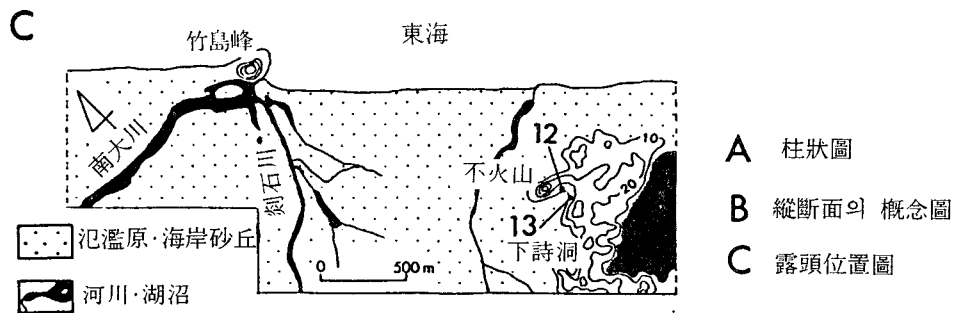 C
竹島峰
東海
南大川
刻石川
不火山
12
13
下詩洞
10
20
0 500m
氾濫原·海岸砂丘
河川·湖沼
A 柱狀圖
B 縱斷面의 槪念圖
C 露頭位置圖